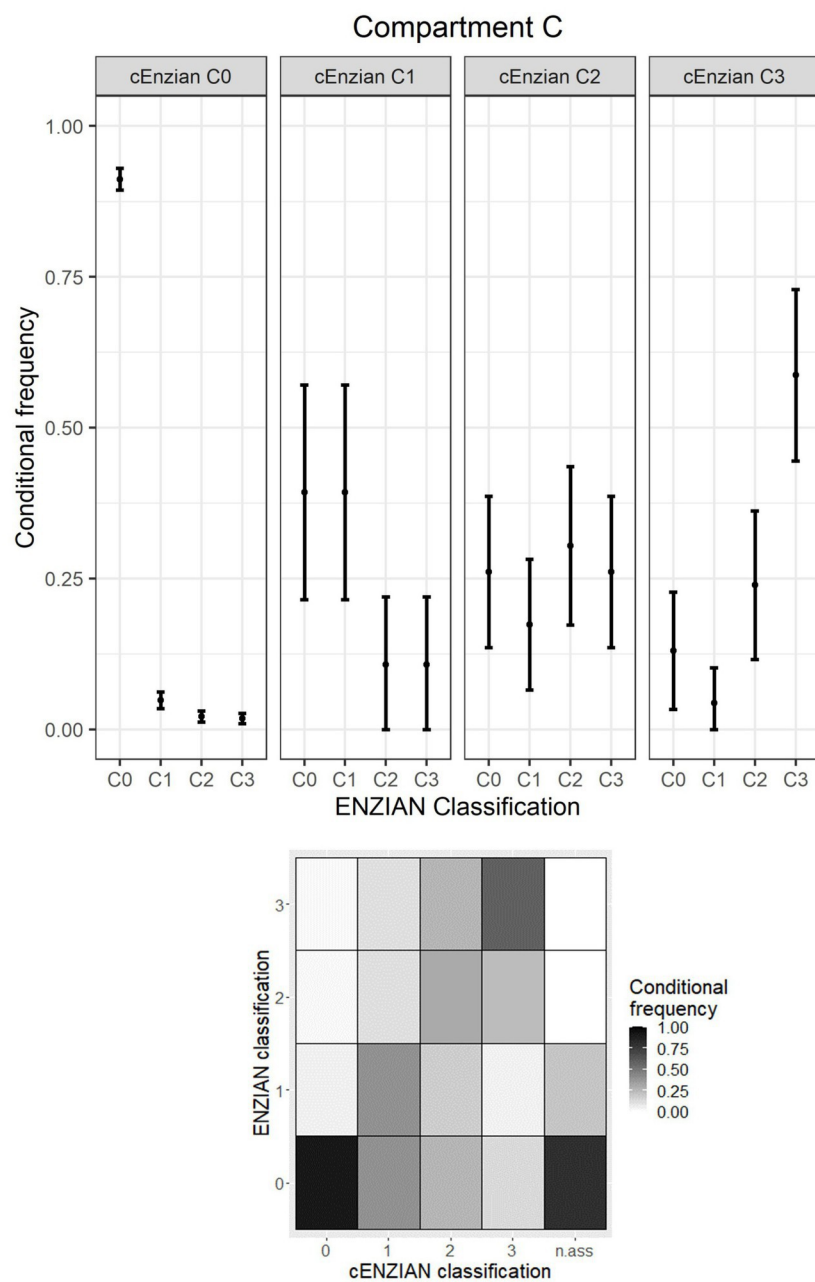 Compartment C
cEnzian C0 cEnzian C1 cEnzian C2 cEnzian C3
1.00
0.75
0.50
0.25
0.00
Conditional frequency
C0 C1 C2 C3 C0 C1 C2 C3 C0 C1 C2 C3 C0 C1 C2 C3
ENZIAN Classification
3
2
1
0
ENZIAN classification
0 1 2 3 n.ass
cENZIAN classification
Conditional
frequency
1.00
0.75
0.50
0.25
0.00